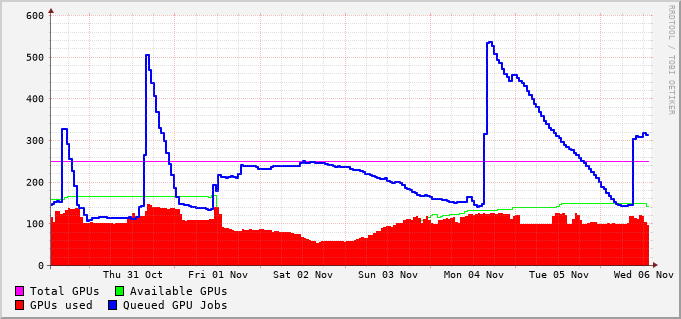 600
500
400
300
200
100
0
Thu 31 Oct Fri 01 Nov Sat 02 Nov Sun 03 Nov Mon 04 Nov Tue 05 Nov Wed 06 Nov
Total GPUs Available GPUs
GPUs used Queued GPU Jobs
RRDTOOL / TOBI OETIKER